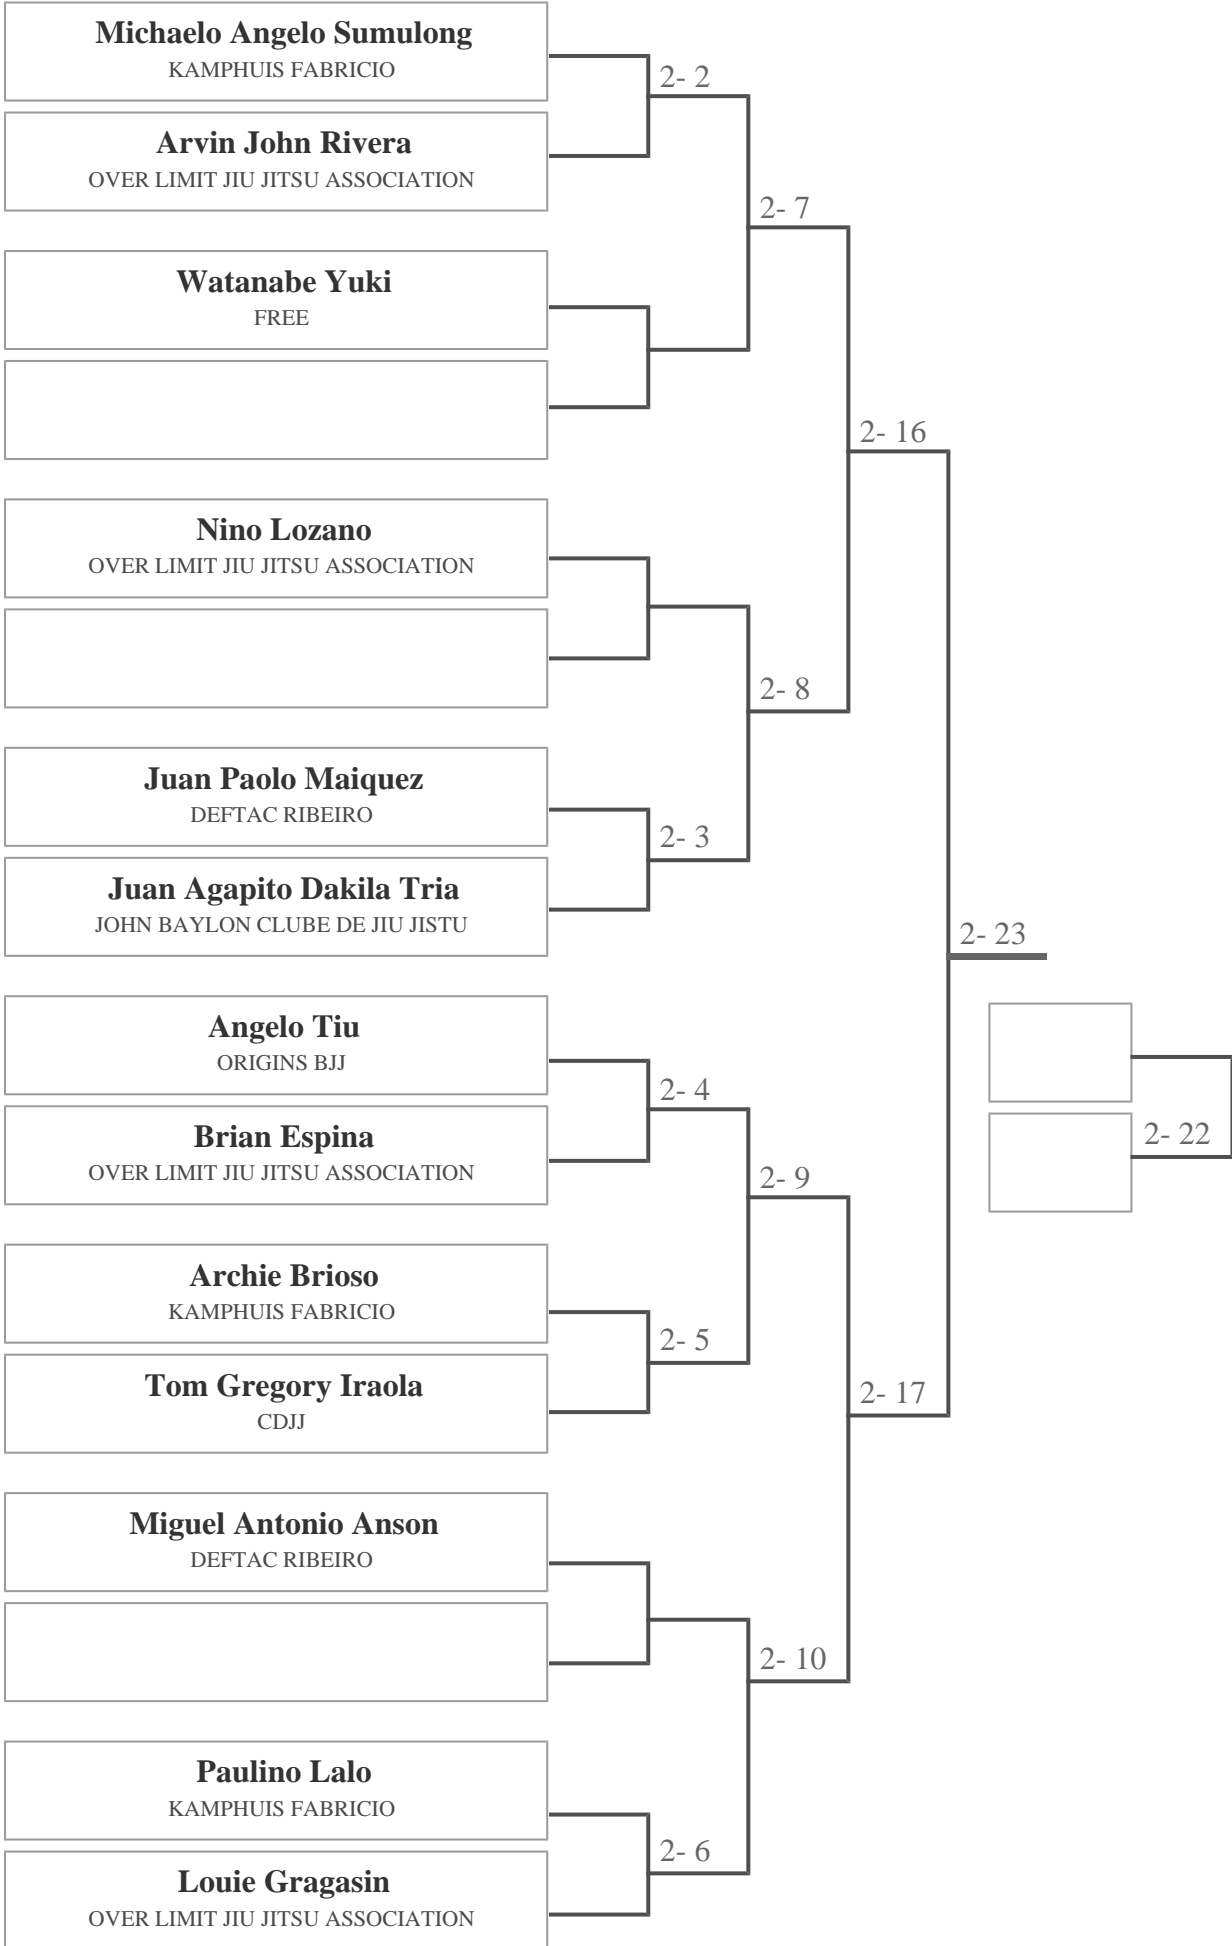 Michaelo Angelo Sumulong
KAMPHUIS FABRICIO
2- 2
Arvin John Rivera
OVER LIMIT JIU JITSU ASSOCIATION
2- 7
Watanabe Yuki
FREE
2- 16
Nino Lozano
OVER LIMIT JIU JITSU ASSOCIATION
2- 8
Juan Paolo Maiquez
DEFTAC RIBEIRO
2- 3
Juan Agapito Dakila Tria
JOHN BAYLON CLUBE DE JIU JISTU
2- 23
Angelo Tiu
ORIGINS BJJ
2- 4
Brian Espina
OVER LIMIT JIU JITSU ASSOCIATION
2- 22
2- 9
Archie Brioso
KAMPHUIS FABRICIO
2- 5
Tom Gregory Iraola
CDJJ
2- 17
Miguel Antonio Anson
DEFTAC RIBEIRO
2- 10
Paulino Lalo
KAMPHUIS FABRICIO
2- 6
Louie Gragasin
OVER LIMIT JIU JITSU ASSOCIATION